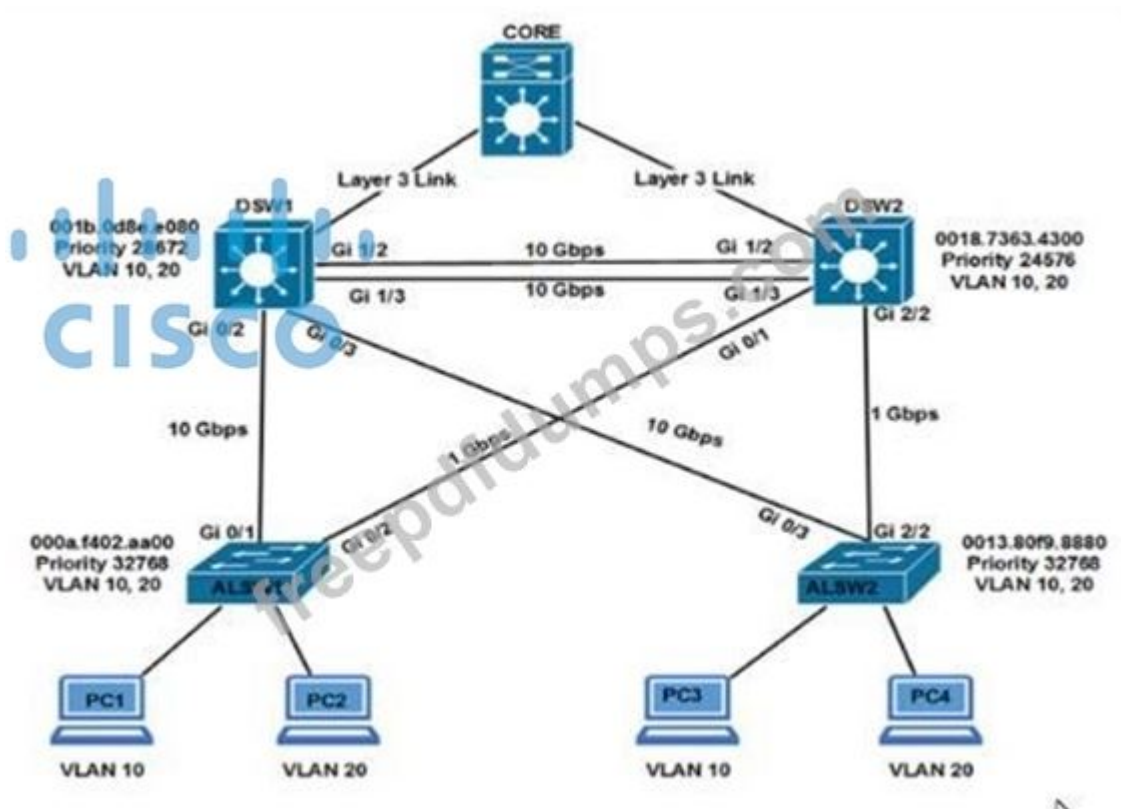 CORE
Layer 3 Link
Layer 3 Link
DSW1
DSW2
001b.0d8e.e080
Priority 28672
VLAN 10, 20
0018.7363.4300
Priority 24576
VLAN 10, 20
Gi 1/2
10 Gbps
Gi 1/2
Gi 1/3
10 Gbps
Gi 1/3
CISCO
Gi 0/2
Gi 0/3
Gi 0/1
Gi 2/2
10 Gbps
1 Gbps
10 Gbps
1 Gbps
freepdfdumps.com
Gi 0/1
Gi 0/2
Gi 0/3
Gi 2/2
000a.f402.aa00
Priority 32768
VLAN 10, 20
ALSW1
ALSW2
0013.80f9.8880
Priority 32768
VLAN 10, 20
PC1
PC2
PC3
PC4
VLAN 10
VLAN 20
VLAN 10
VLAN 20